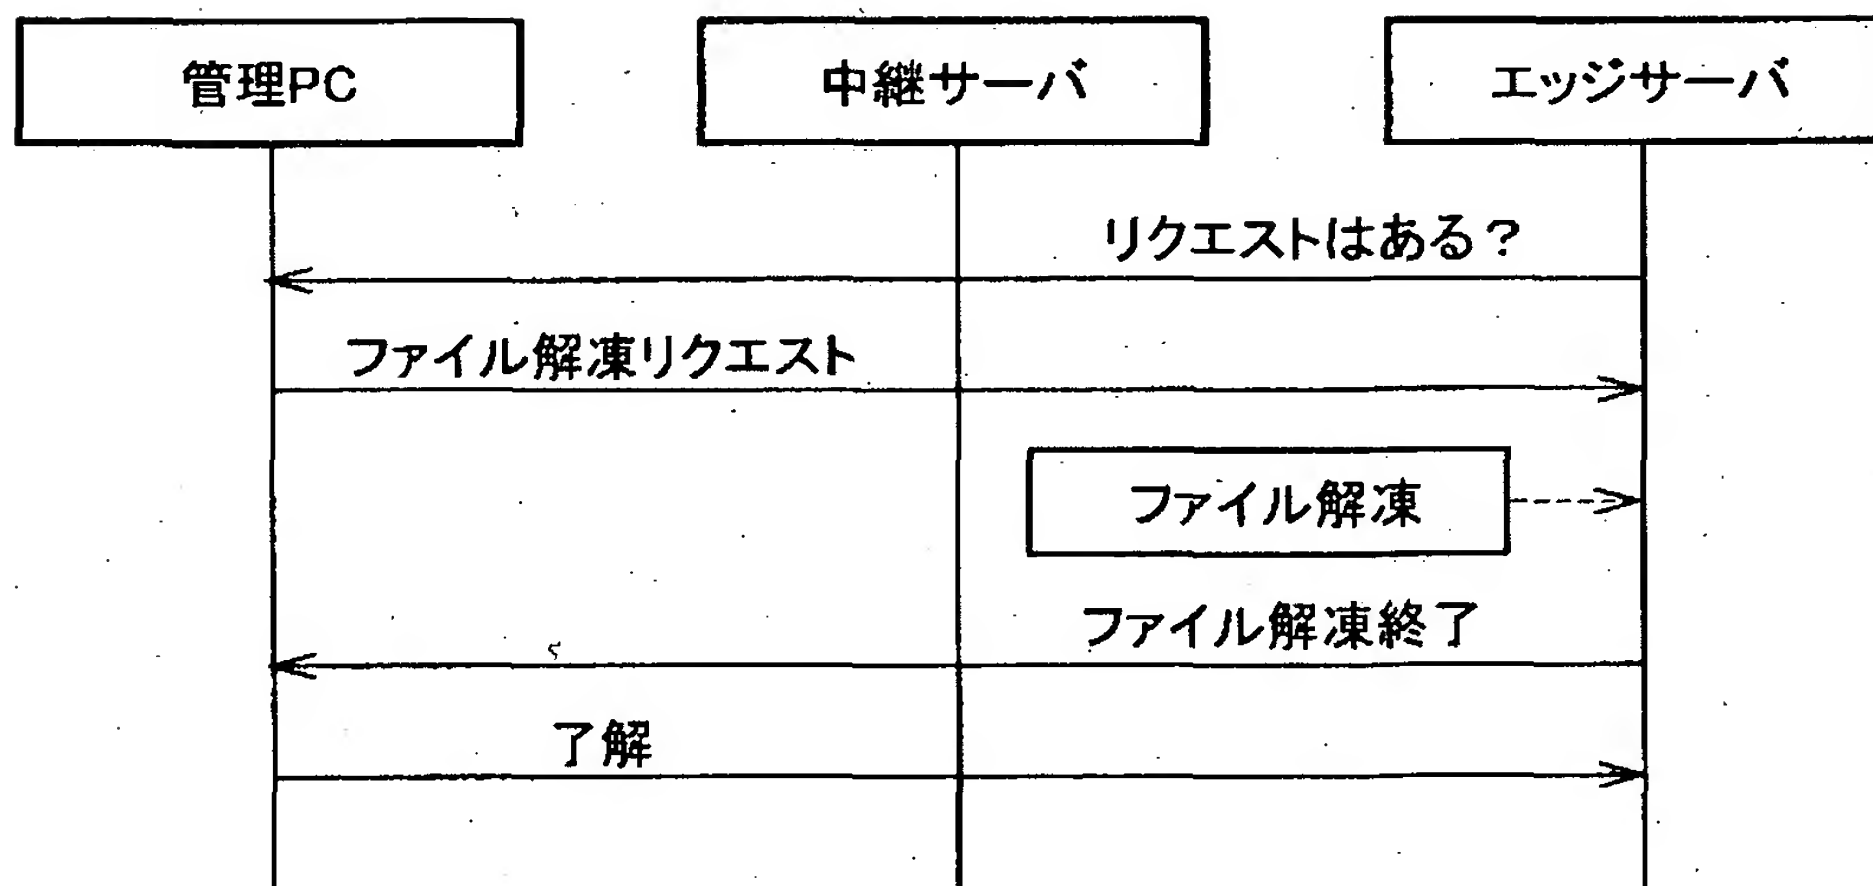 管理PC
中継サーバ
エッジサーバ
リクエストはある？
ファイル解凍リクエスト
ファイル解凍
ファイル解凍終了
了解